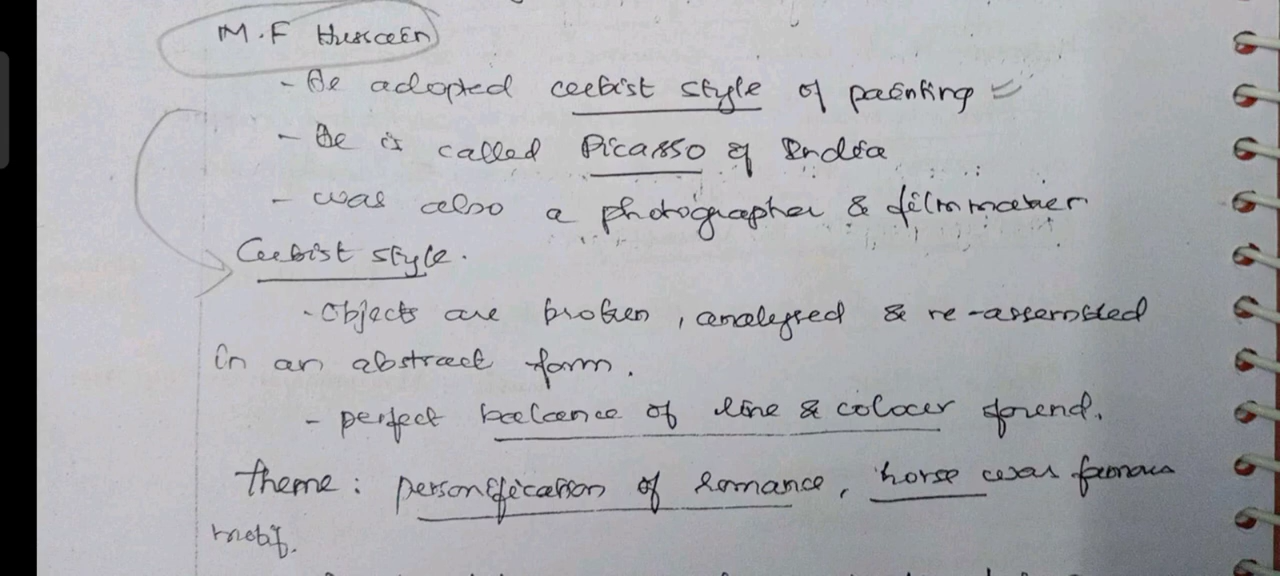 M.F Hussain
- He adopted cubist style of painting
- He is called Picasso of India
- was also a photographer & filmmaker
Cubist style.
- Objects are broken, analysed & re-assembled
in an abstract form.
- perfect balance of line & colour found.
theme: personification of romance, horse was famous
motif.